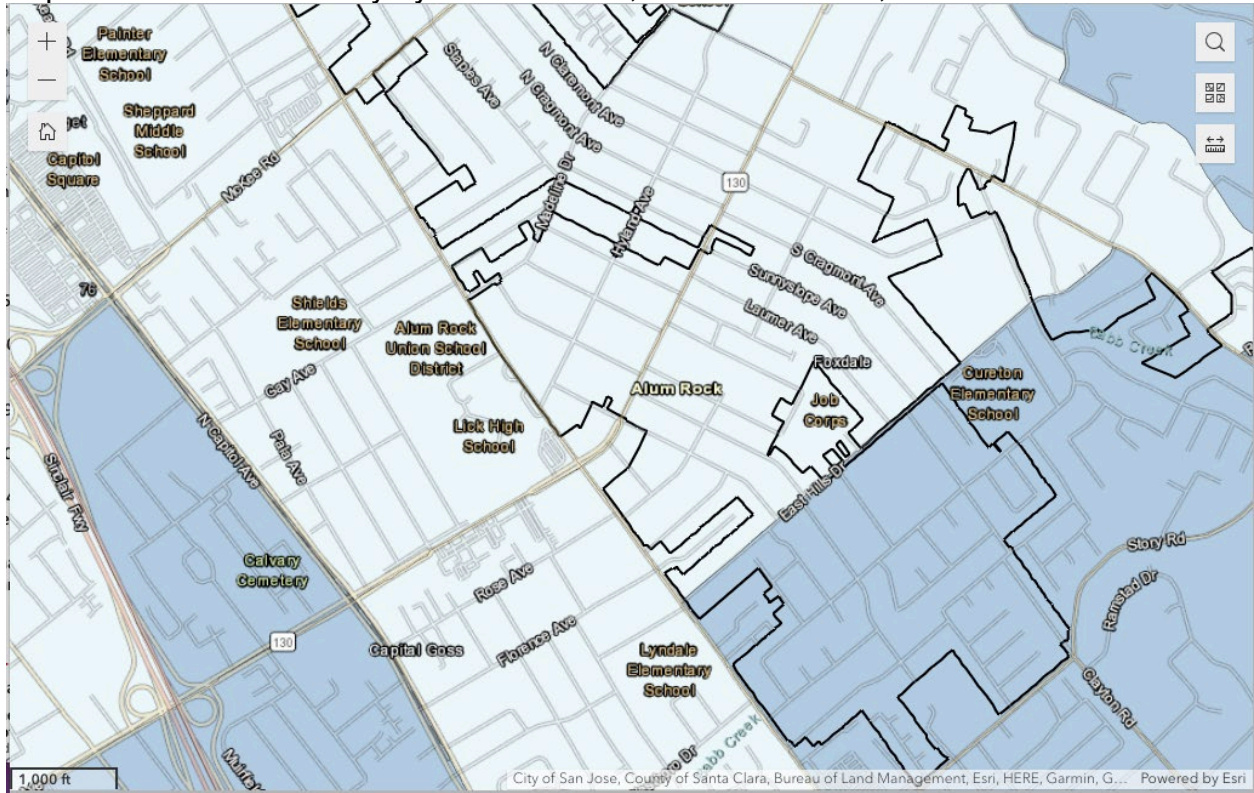 Painter
Elementary
School
Sheppard
Middle
School
Capitol
Square
McKee Rd
Staples Ave
N Claremont Ave
N Cragmont Ave
Madeline Dr
Hyland Ave
130
S Cragmont Ave
Sunnyslope Ave
Laumer Ave
Foxdale
76
Shields
Elementary
School
Alum Rock
Union School
District
Gay Ave
Alum Rock
Job
Corps
Cureton
Elementary
School
Babb Creek
Lick High
School
N Capitol Ave
Pala Ave
Sinclair Fwy
East Hills Dr
Story Rd
Ramstad Dr
Calvary
Cemetery
Rose Ave
Florence Ave
130
Capital Goss
Lyndale
Elementary
School
Clayton Rd
Babb Creek
1,000 ft
City of San Jose, County of Santa Clara, Bureau of Land Management, Esri, HERE, Garmin, G... Powered by Esri